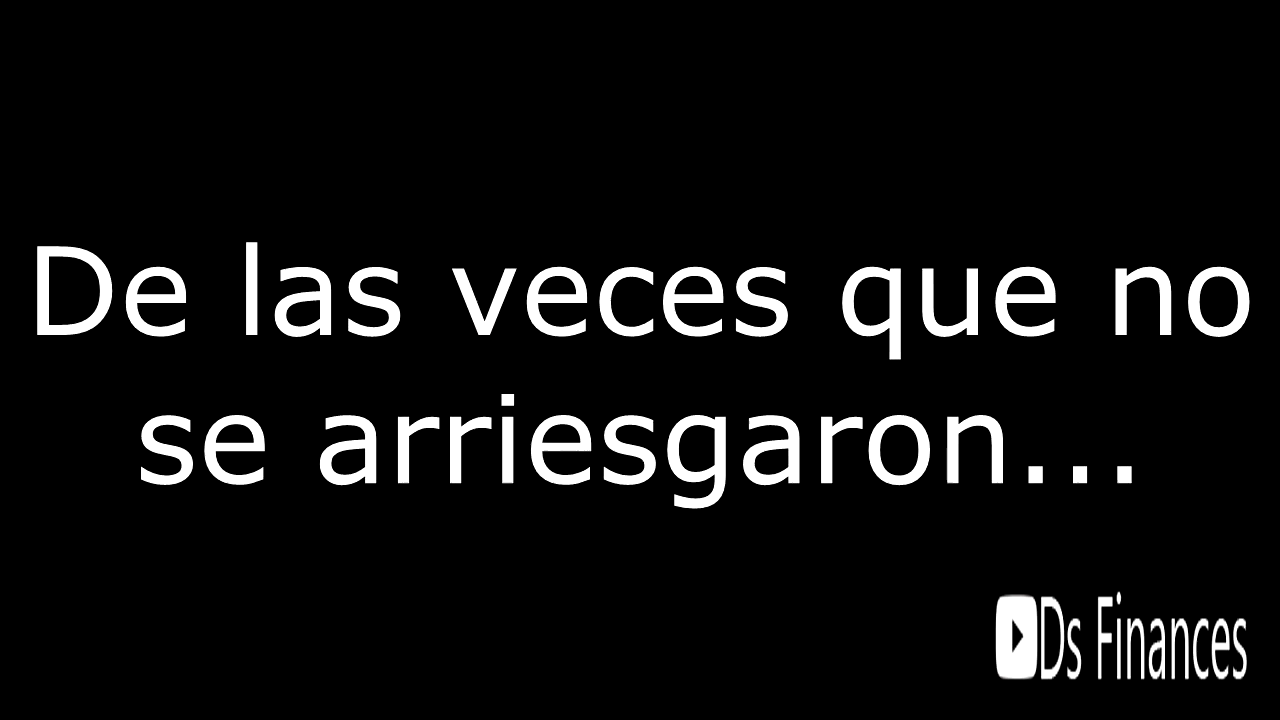 De las veces que no
se arriesgaron...
Ds Finances